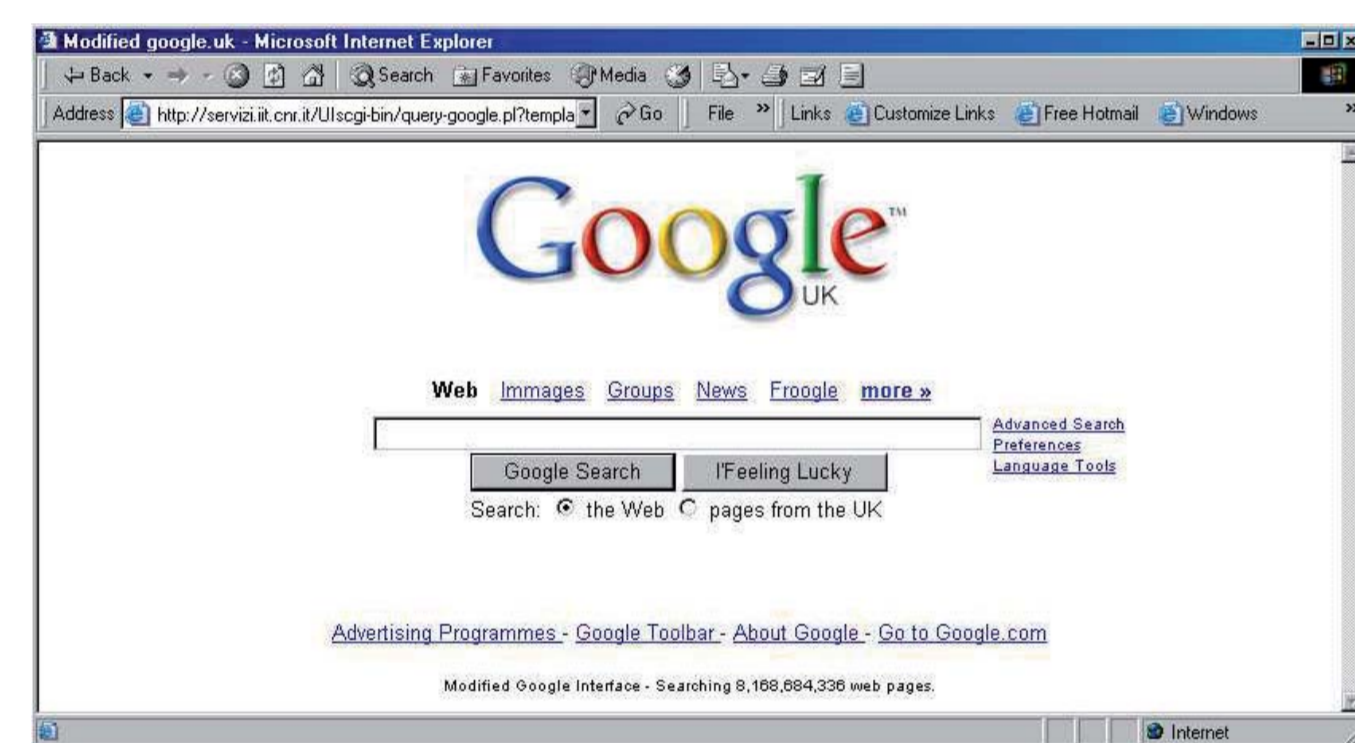 Modified google.uk - Microsoft Internet Explorer
Back Search Favorites Media
Address http://servizi.iit.cnr.it/UIscgi-bin/query-google.pl?templa Go File » Links Customize Links Free Hotmail Windows »
Google™
UK
Web Immages Groups News Froogle more »
Advanced Search
Preferences
Google Search I'Feeling Lucky Language Tools
Search: the Web pages from the UK
Advertising Programmes - Google Toolbar - About Google - Go to Google.com
Modified Google Interface - Searching 8,168,684,336 web pages.
Internet